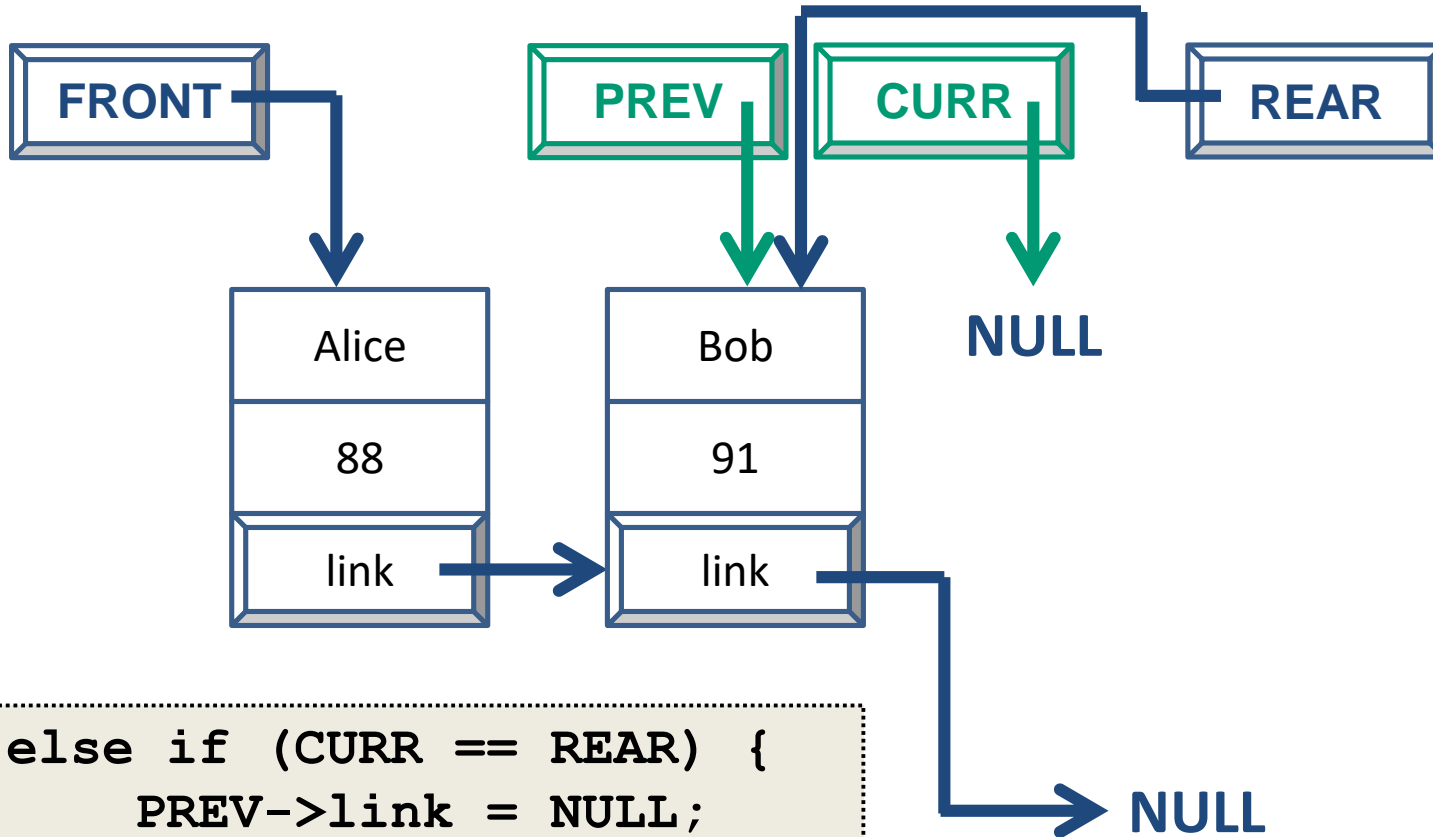 FRONT
PREV
CURR
REAR
Alice
Bob
NULL
88
91
link
link
else if (CURR == REAR) {
PREV->link = NULL;
NULL